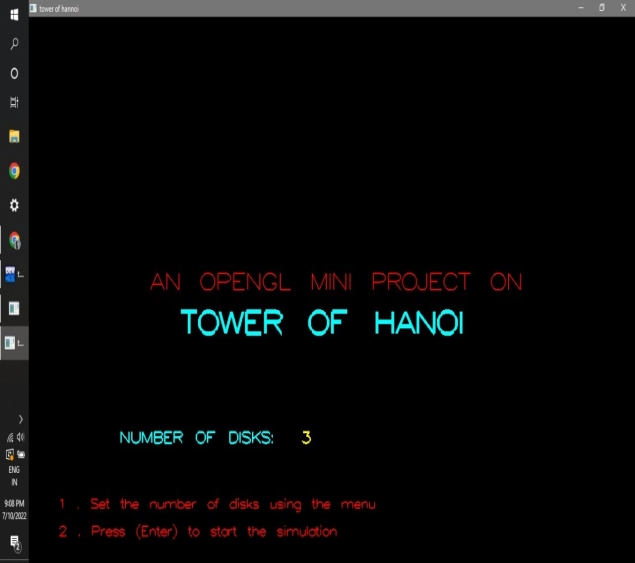 tower of hannoi
AN OPENGL MINI PROJECT ON
TOWER OF HANOI
NUMBER OF DISKS: 3
1 . Set the number of disks using the menu
2 . Press (Enter) to start the simulation
t...
t...
ENG
IN
9:08 PM
7/10/2022
2